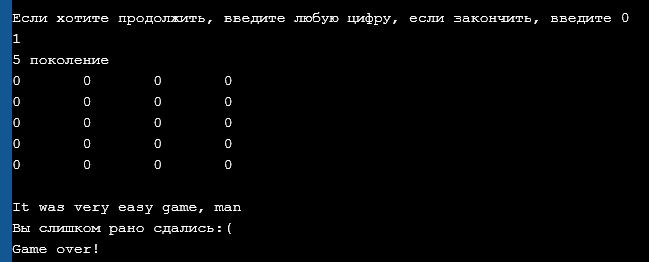 Если хотите продолжить, введите любую цифру, если закончить, введите 0
1
5 поколение
0 0 0 0
0 0 0 0
0 0 0 0
0 0 0 0
0 0 0 0
It was very easy game, man
Вы слишком рано сдались:(
Game over!